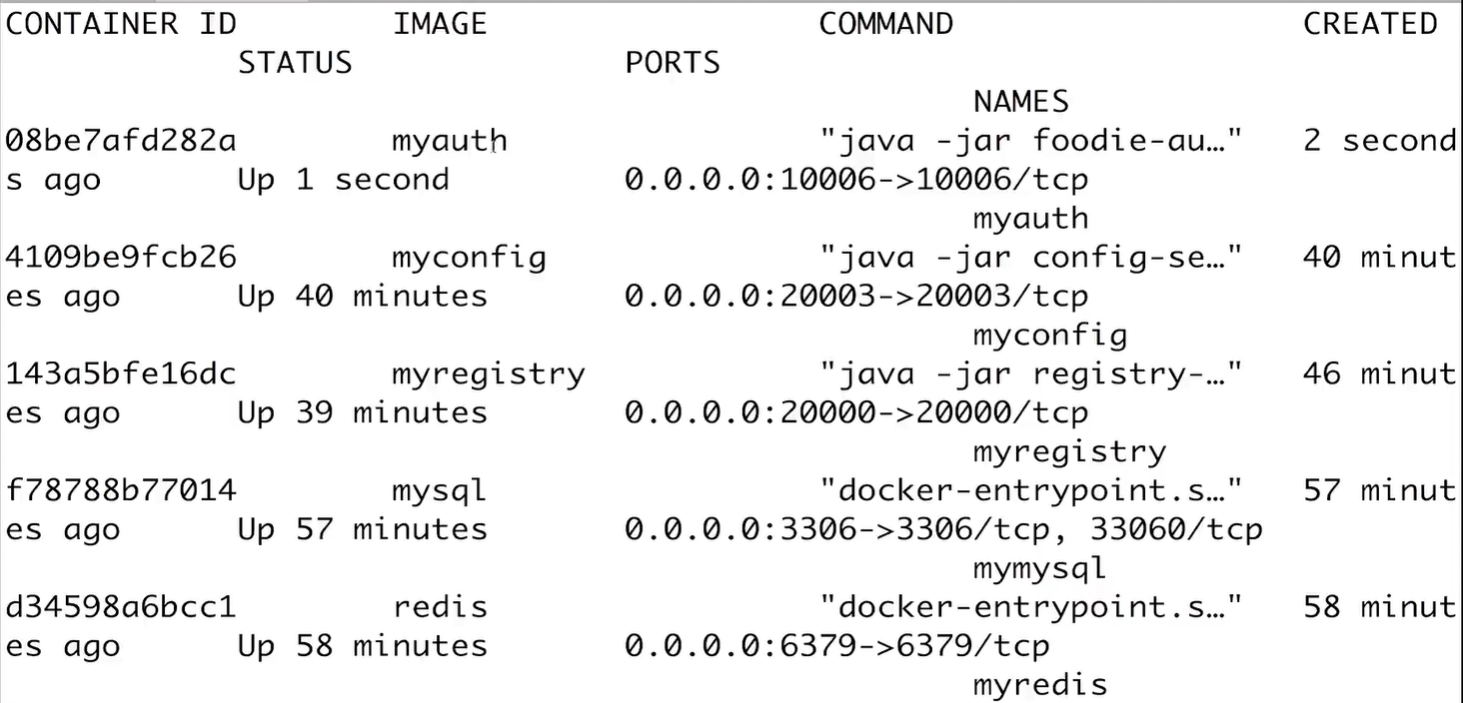 CONTAINER ID        IMAGE                      COMMAND                  CREATED
            STATUS              PORTS
                                                  NAMES
08be7afd282a        myauth                     "java -jar foodie-au…"   2 second
s ago       Up 1 second         0.0.0.0:10006->10006/tcp
                                                  myauth
4109be9fcb26        myconfig                   "java -jar config-se…"   40 minut
es ago      Up 40 minutes       0.0.0.0:20003->20003/tcp
                                                  myconfig
143a5bfe16dc        myregistry                 "java -jar registry-…"   46 minut
es ago      Up 39 minutes       0.0.0.0:20000->20000/tcp
                                                  myregistry
f78788b77014        mysql                      "docker-entrypoint.s…"   57 minut
es ago      Up 57 minutes       0.0.0.0:3306->3306/tcp, 33060/tcp
                                                  mymysql
d34598a6bcc1        redis                      "docker-entrypoint.s…"   58 minut
es ago      Up 58 minutes       0.0.0.0:6379->6379/tcp
                                                  myredis